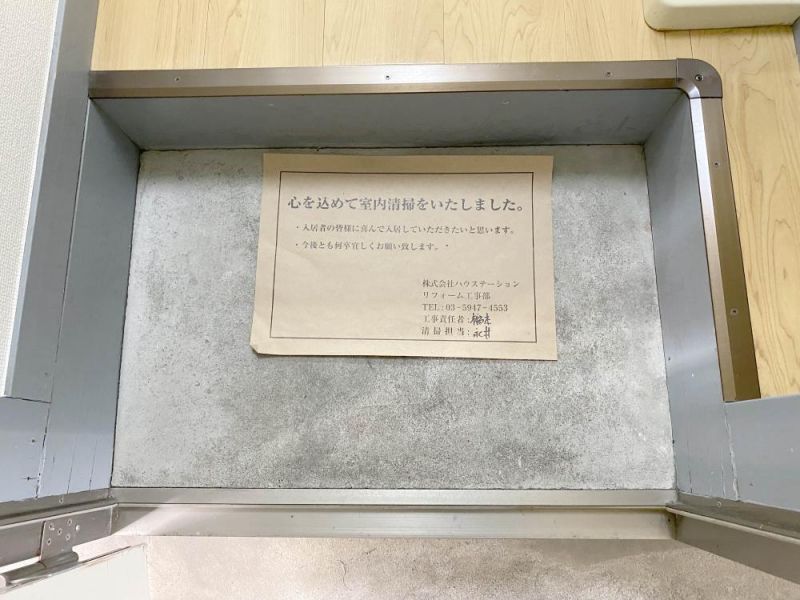 心を込めて室内清掃をいたしました。
・入居者の皆様に喜んで入居していただきたいと思います。
・今後とも何卒宜しくお願い致します。
株式会社ハウステーション
リフォーム工事部
TEL：03－5947－4553
工事責任者：
清掃担当：永井